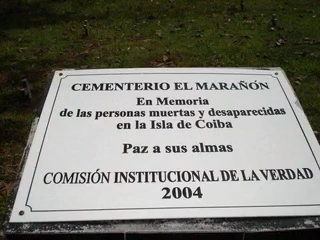 CEMENTERIO EL MARAÑÓN
En Memoria
de las personas muertas y desaparecidas
en la Isla de Coiba
Paz a sus almas
COMISIÓN INSTITUCIONAL DE LA VERDAD
2004